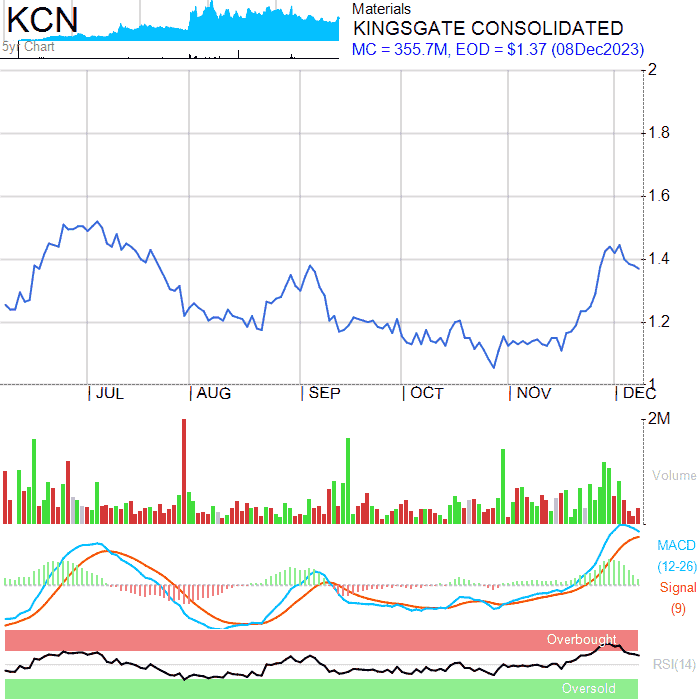 KCN
5yr Chart
Materials
KINGSGATE CONSOLIDATED
MC = 355.7M, EOD = $1.37 (08Dec2023)
2
1.8
1.6
1.4
1.2
1
JUL AUG SEP OCT NOV DEC
2M
Volume
MACD
(12-26)
Signal
(9)
Overbought
RSI(14)
Oversold